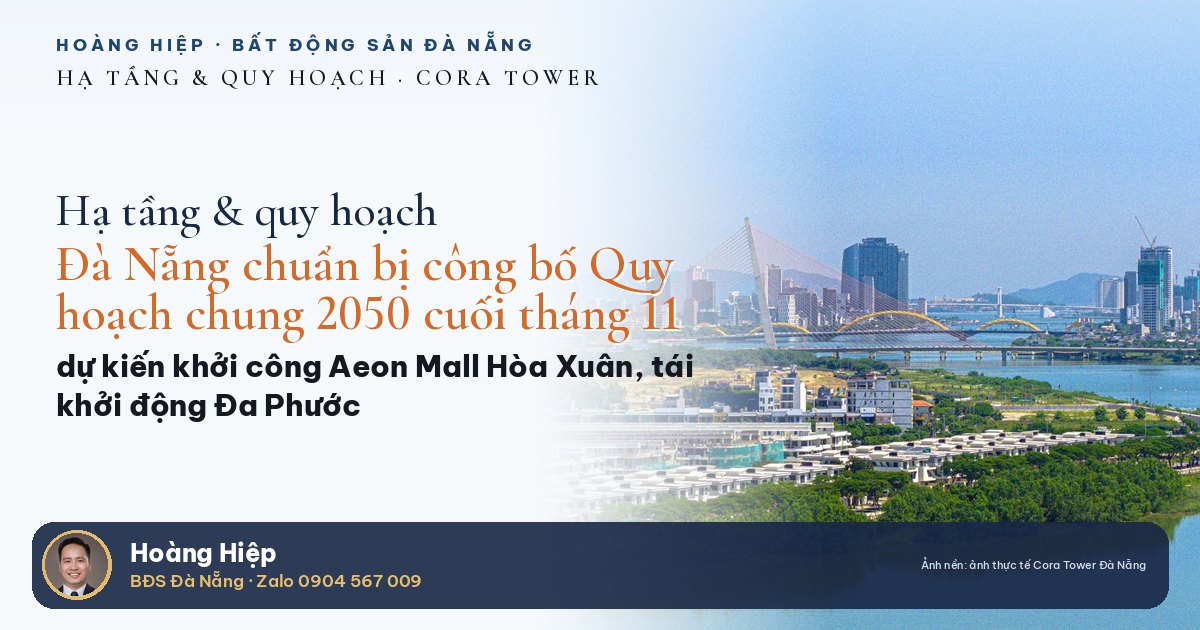 HOÀNG HIỆP · BẤT ĐỘNG SẢN ĐÀ NẴNG
HẠ TẦNG & QUY HOẠCH · CORA TOWER
Hạ tầng & quy hoạch
Đà Nẵng chuẩn bị công bố Quy
hoạch chung 2050 cuối tháng 11
dự kiến khởi công Aeon Mall Hòa Xuân, tái
khởi động Đa Phước
Hoàng Hiệp
BĐS Đà Nẵng · Zalo 0904 567 009
Ảnh nền: ảnh thực tế Cora Tower Đà Nẵng